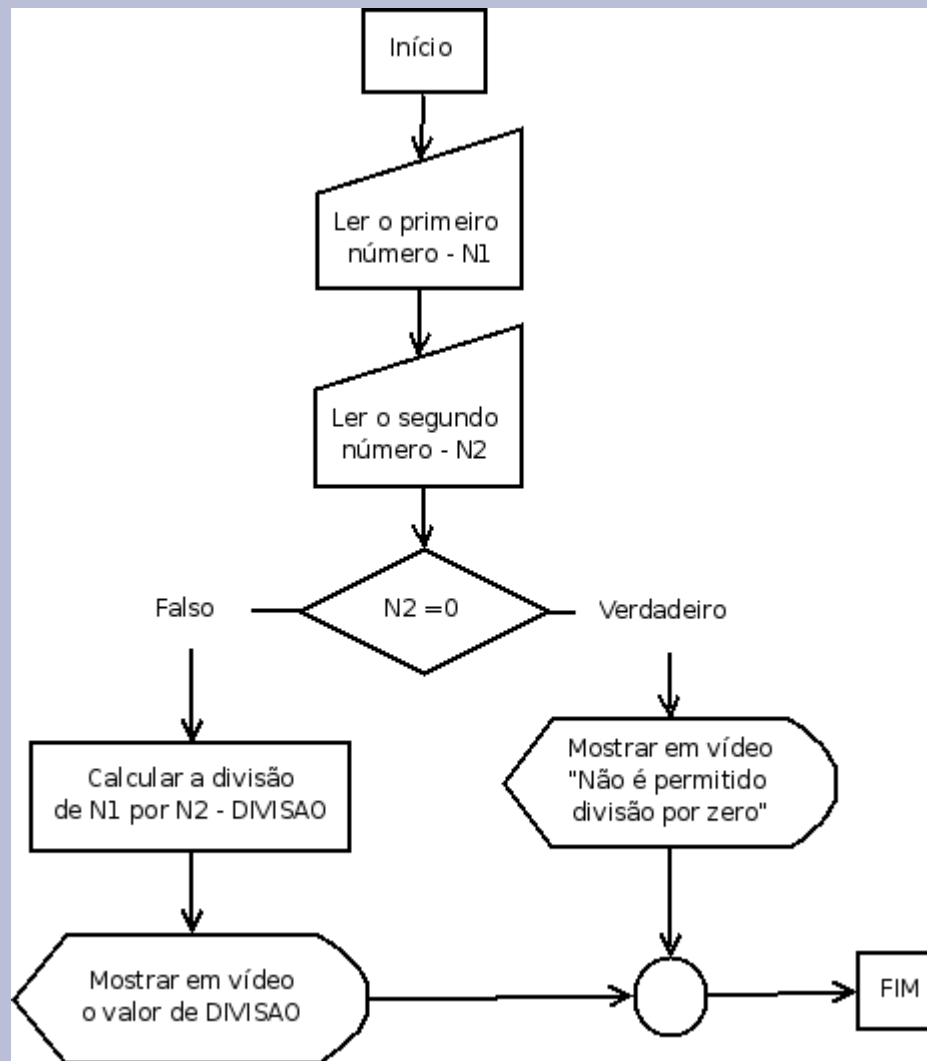 Início
Ler o primeiro
número - N1
Ler o segundo
número - N2
Falso
N2 =0
Verdadeiro
Calcular a divisão
de N1 por N2 - DIVISAO
Mostrar em vídeo
"Não é permitido
divisão por zero"
Mostrar em vídeo
o valor de DIVISAO
FIM